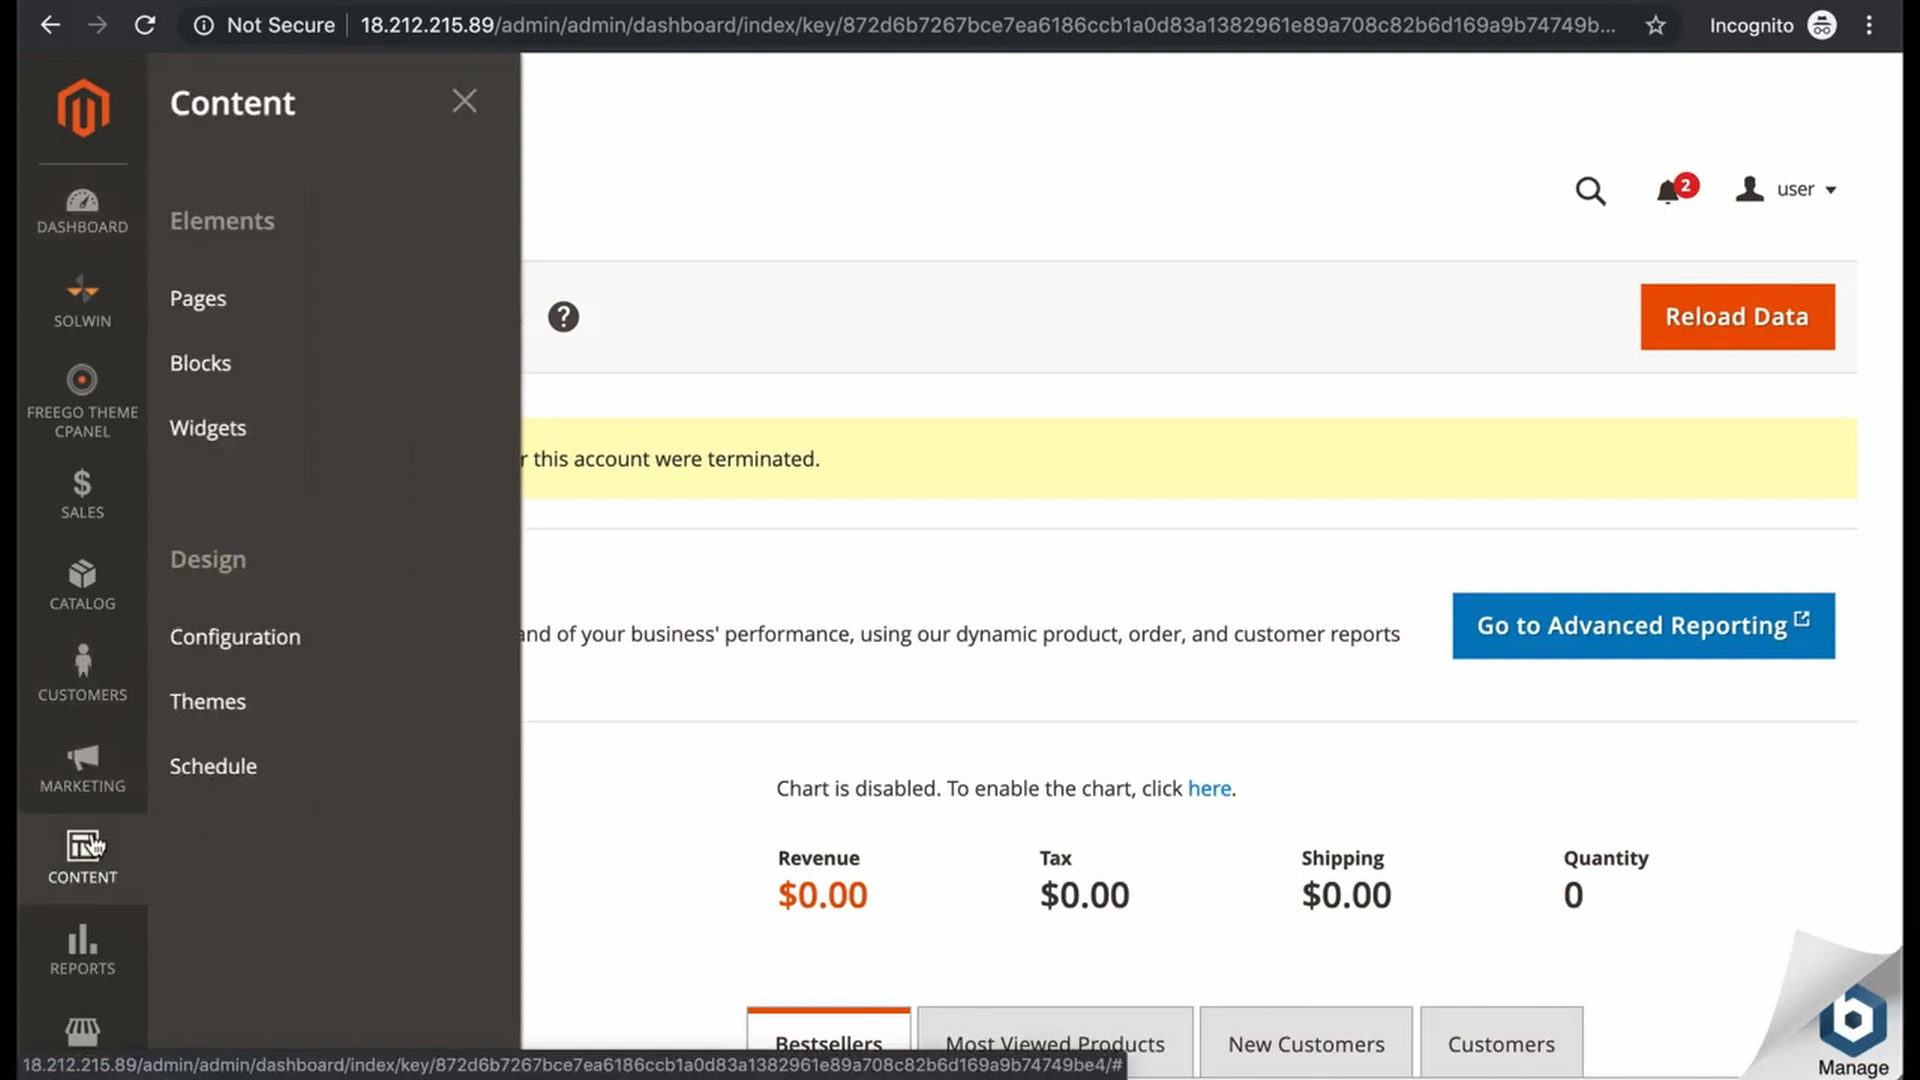 Not Secure
18.212.215.89/admin/admin/dashboard/index/key/872d6b7267bce7ea6186ccb1a0d83a1382961e89a708c82b6d169a9b74749b...
Incognito
Content
Elements
Pages
Blocks
Widgets
Design
Configuration
Themes
Schedule
DASHBOARD
SOLWIN
FREEGO THEME
CPANEL
SALES
CATALOG
CUSTOMERS
MARKETING
CONTENT
REPORTS
2
user
?
Reload Data
r this account were terminated.
and of your business' performance, using our dynamic product, order, and customer reports
Go to Advanced Reporting
Chart is disabled. To enable the chart, click here.
Revenue
$0.00
Tax
$0.00
Shipping
$0.00
Quantity
0
Bestsellers
Most Viewed Products
New Customers
Customers
18.212.215.89/admin/admin/dashboard/index/key/872d6b7267bce7ea6186ccb1a0d83a1382961e89a708c82b6d169a9b74749be4/#
b
Manage